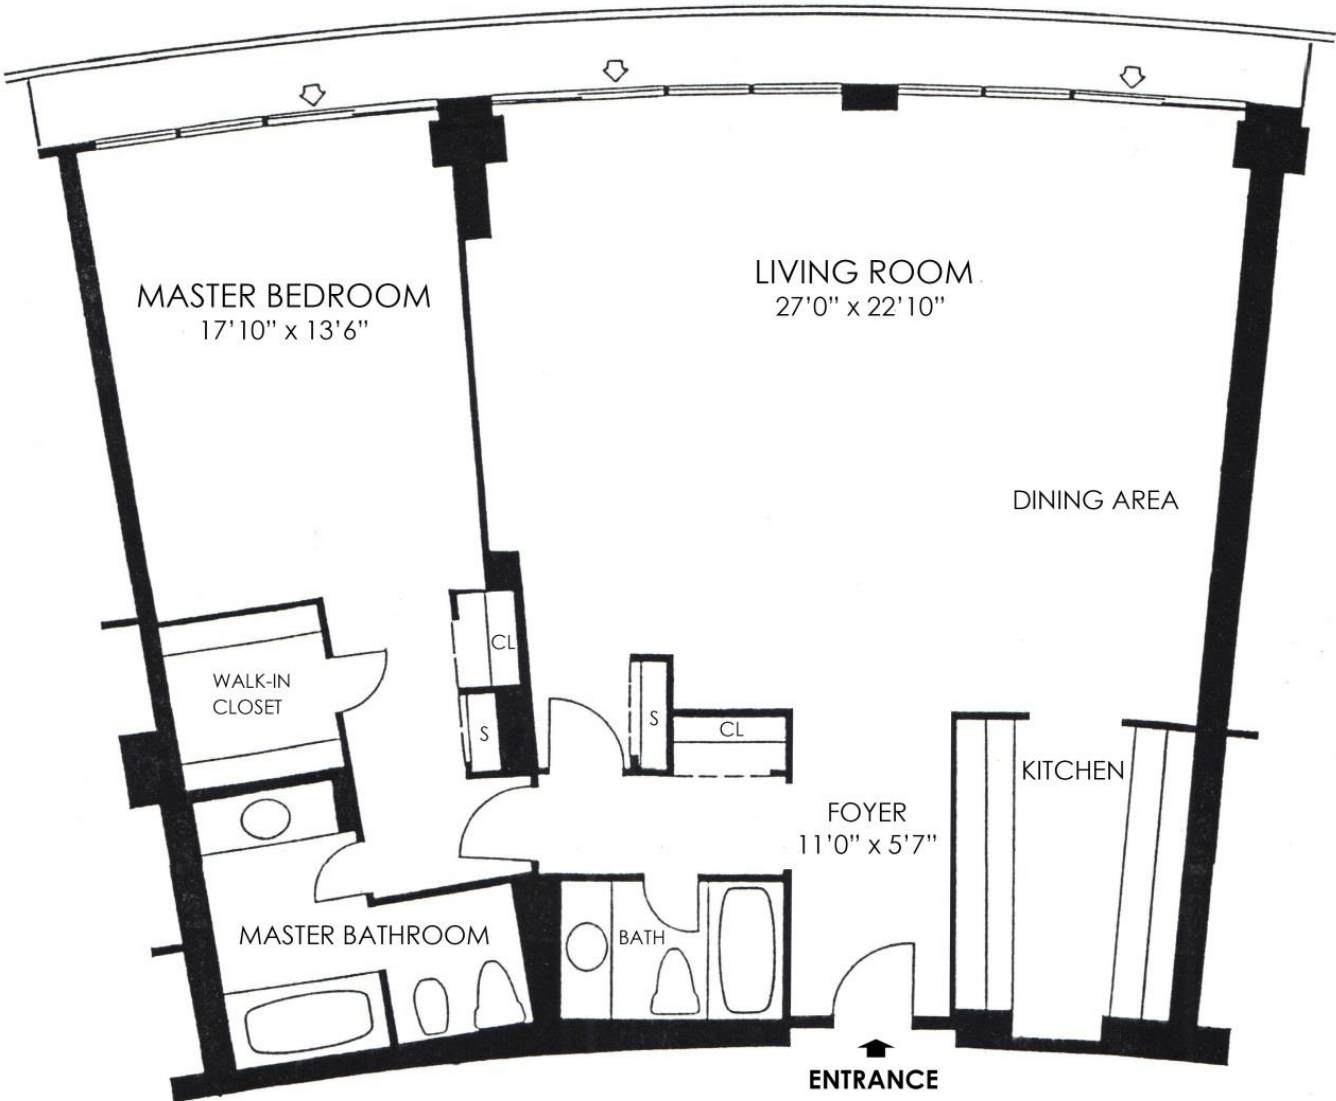 MASTER BEDROOM
17’10” x 13’6”
LIVING ROOM
27’0” x 22’10”
DINING AREA
CL
WALK-IN
CLOSET
S
S
CL
KITCHEN
FOYER
11’0” x 5’7”
MASTER BATHROOM
BATH
ENTRANCE